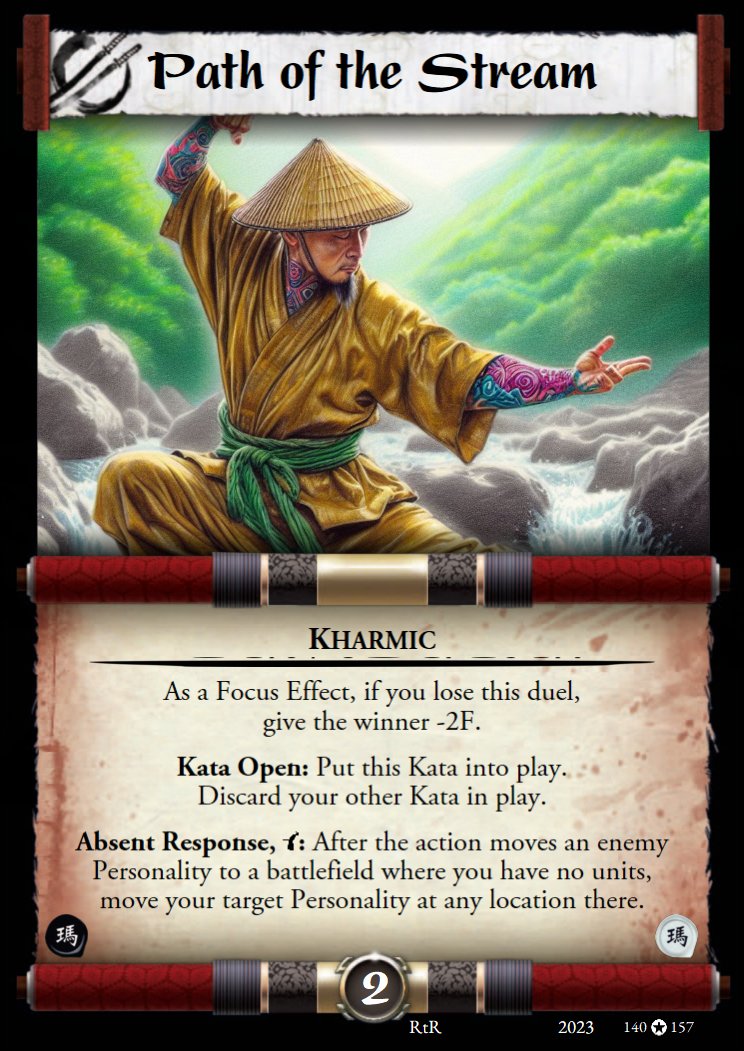 Path of the Stream
KHARMIC
As a Focus Effect, if you lose this duel,
give the winner -2F.
Kata Open: Put this Kata into play.
Discard your other Kata in play.
Absent Response, : After the action moves an enemy
Personality to a battlefield where you have no units,
move your target Personality at any location there.
瑪 瑪
2
RtR 2023 140 157